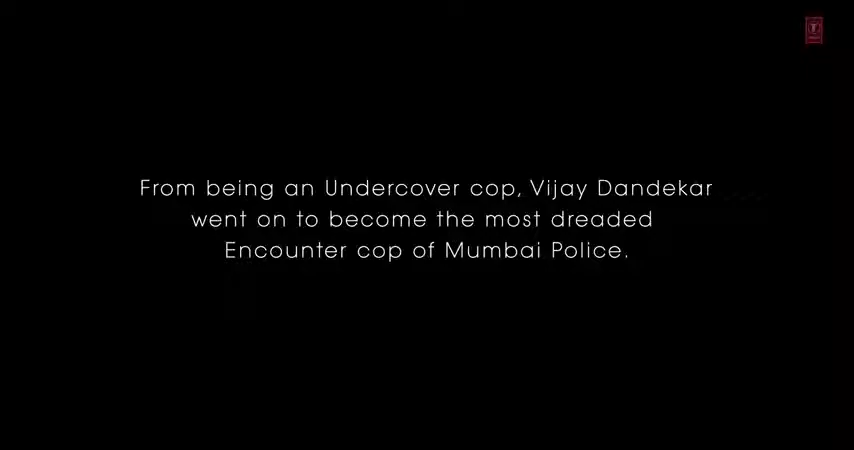 From being an Undercover cop, Vijay Dandekar
went on to become the most dreaded
Encounter cop of Mumbai Police.